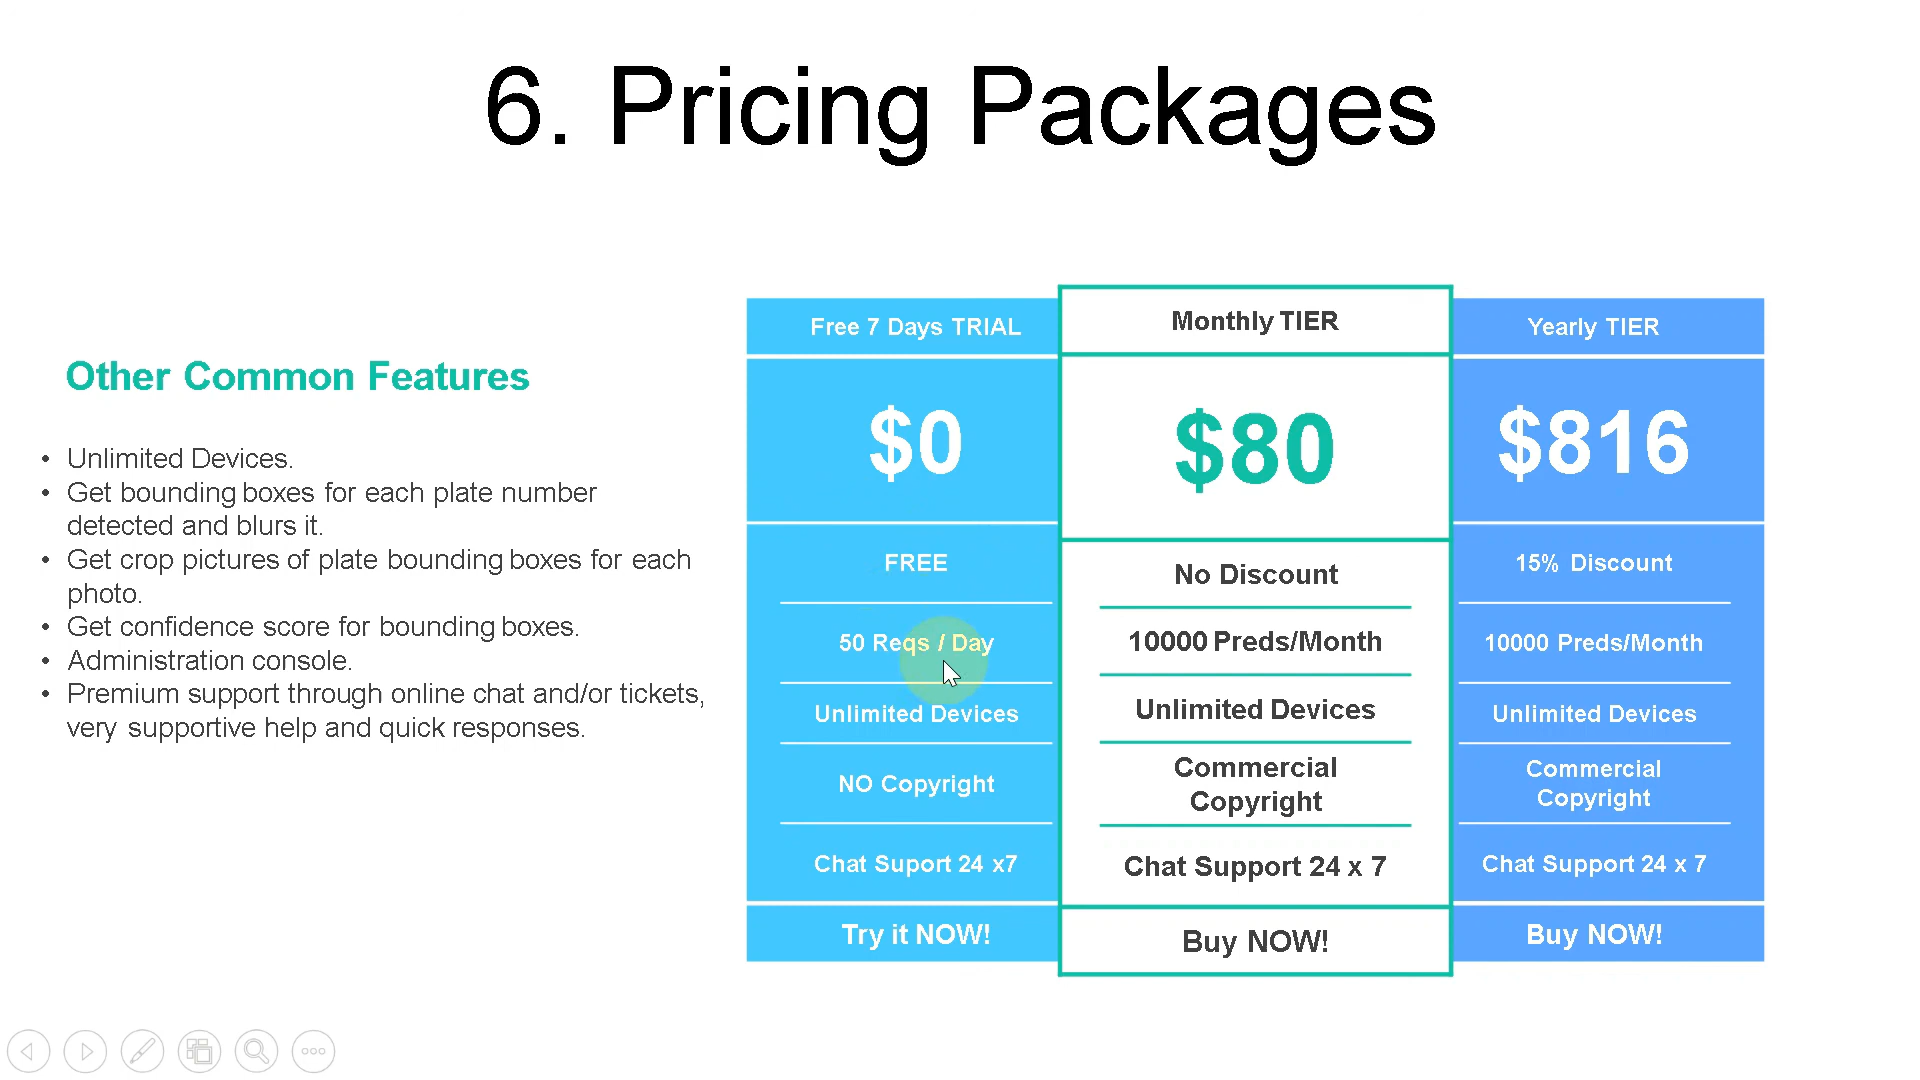 6. Pricing Packages
Other Common Features
• Unlimited Devices.
• Get bounding boxes for each plate number
detected and blurs it.
• Get crop pictures of plate bounding boxes for each
photo.
• Get confidence score for bounding boxes.
• Administration console.
• Premium support through online chat and/or tickets,
very supportive help and quick responses.
Free 7 Days TRIAL
$0
FREE
50 Reqs / Day
Unlimited Devices
NO Copyright
Chat Suport 24 x7
Try it NOW!
Monthly TIER
$80
No Discount
10000 Preds/Month
Unlimited Devices
Commercial
Copyright
Chat Support 24 x 7
Buy NOW!
Yearly TIER
$816
15% Discount
10000 Preds/Month
Unlimited Devices
Commercial
Copyright
Chat Support 24 x 7
Buy NOW!